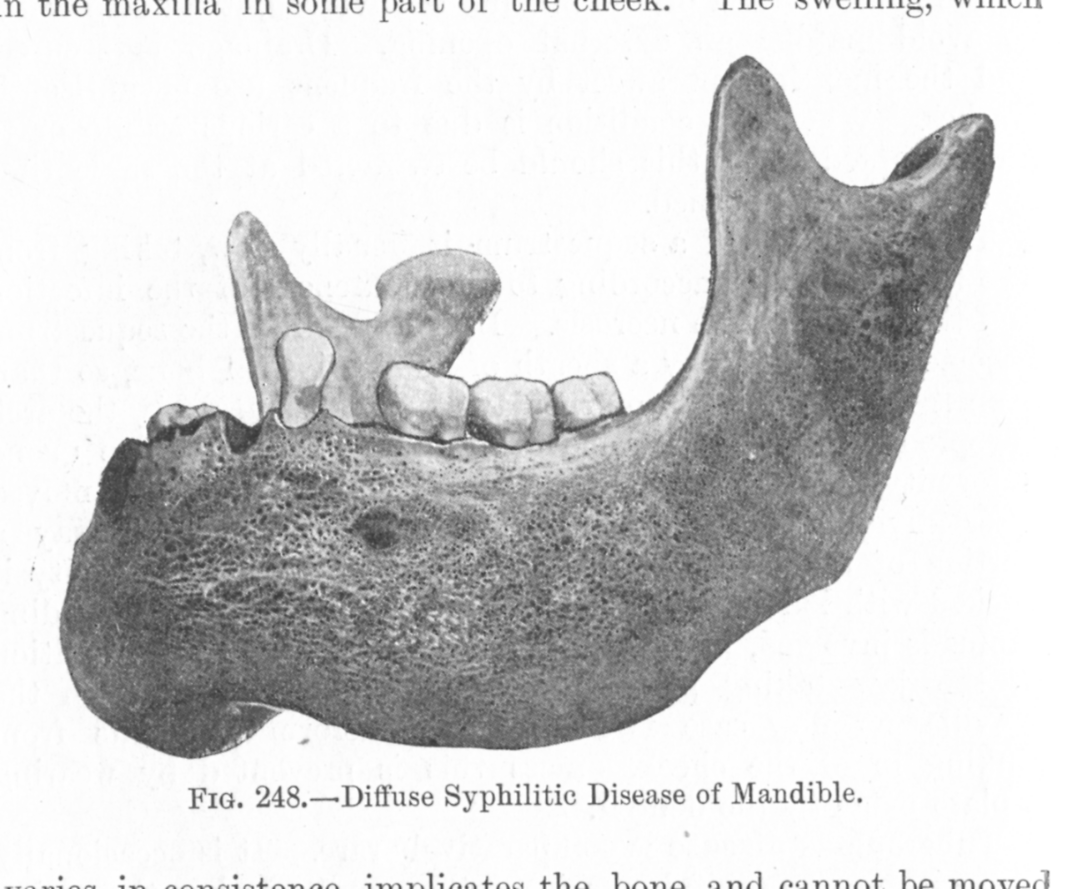 in the maxilla in some part of the cheek. The swelling, which
FIG. 248.—Diffuse Syphilitic Disease of Mandible.
varies in consistence, implicates the bone and cannot be moved